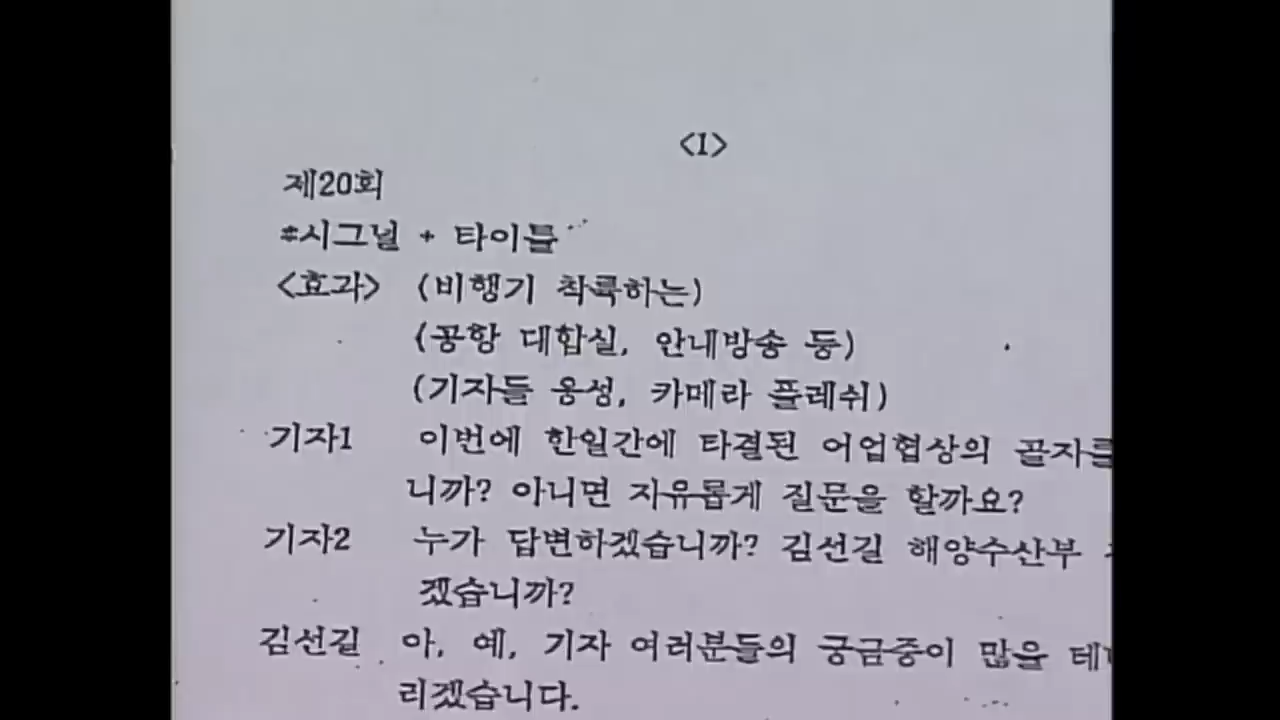 <1>
제20회
#시그널 + 타이틀
<효과> (비행기 착륙하는)
(공항 대합실, 안내방송 등)
(기자들 웅성, 카메라 플레쉬)
기자1 이번에 한일간에 타결된 어업협상의 골자를
니까? 아니면 자유롭게 질문을 할까요?
기자2 누가 답변하겠습니까? 김선길 해양수산부
겠습니까?
김선길 아, 예, 기자 여러분들의 궁금중이 많을
리겠습니다.